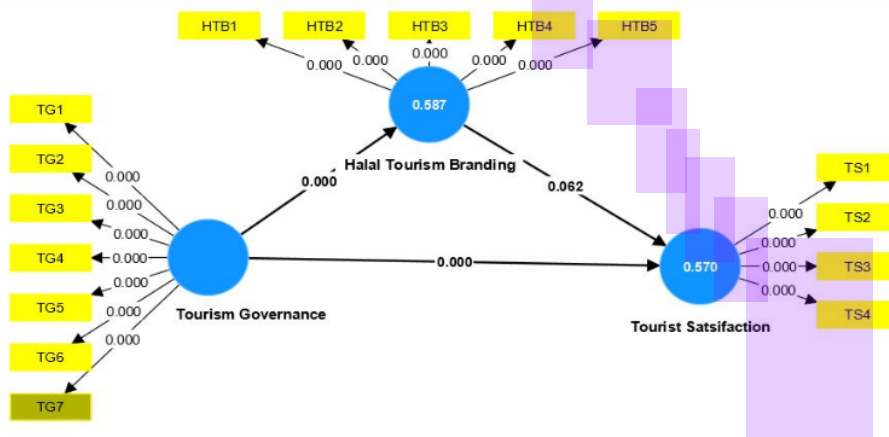 HTB1
HTB2
HTB3
HTB4
HTB5
0.000
0.000
0.000
0.000
0.000
0.587
Halal Tourism Branding
TG1
TG2
TG3
TG4
TG5
TG6
TG7
0.000
0.000
0.000
0.000
0.000
0.000
0.000
Tourism Governance
0.000
0.062
0.000
0.570
Tourist Satsifaction
0.000
0.000
0.000
0.000
TS1
TS2
TS3
TS4